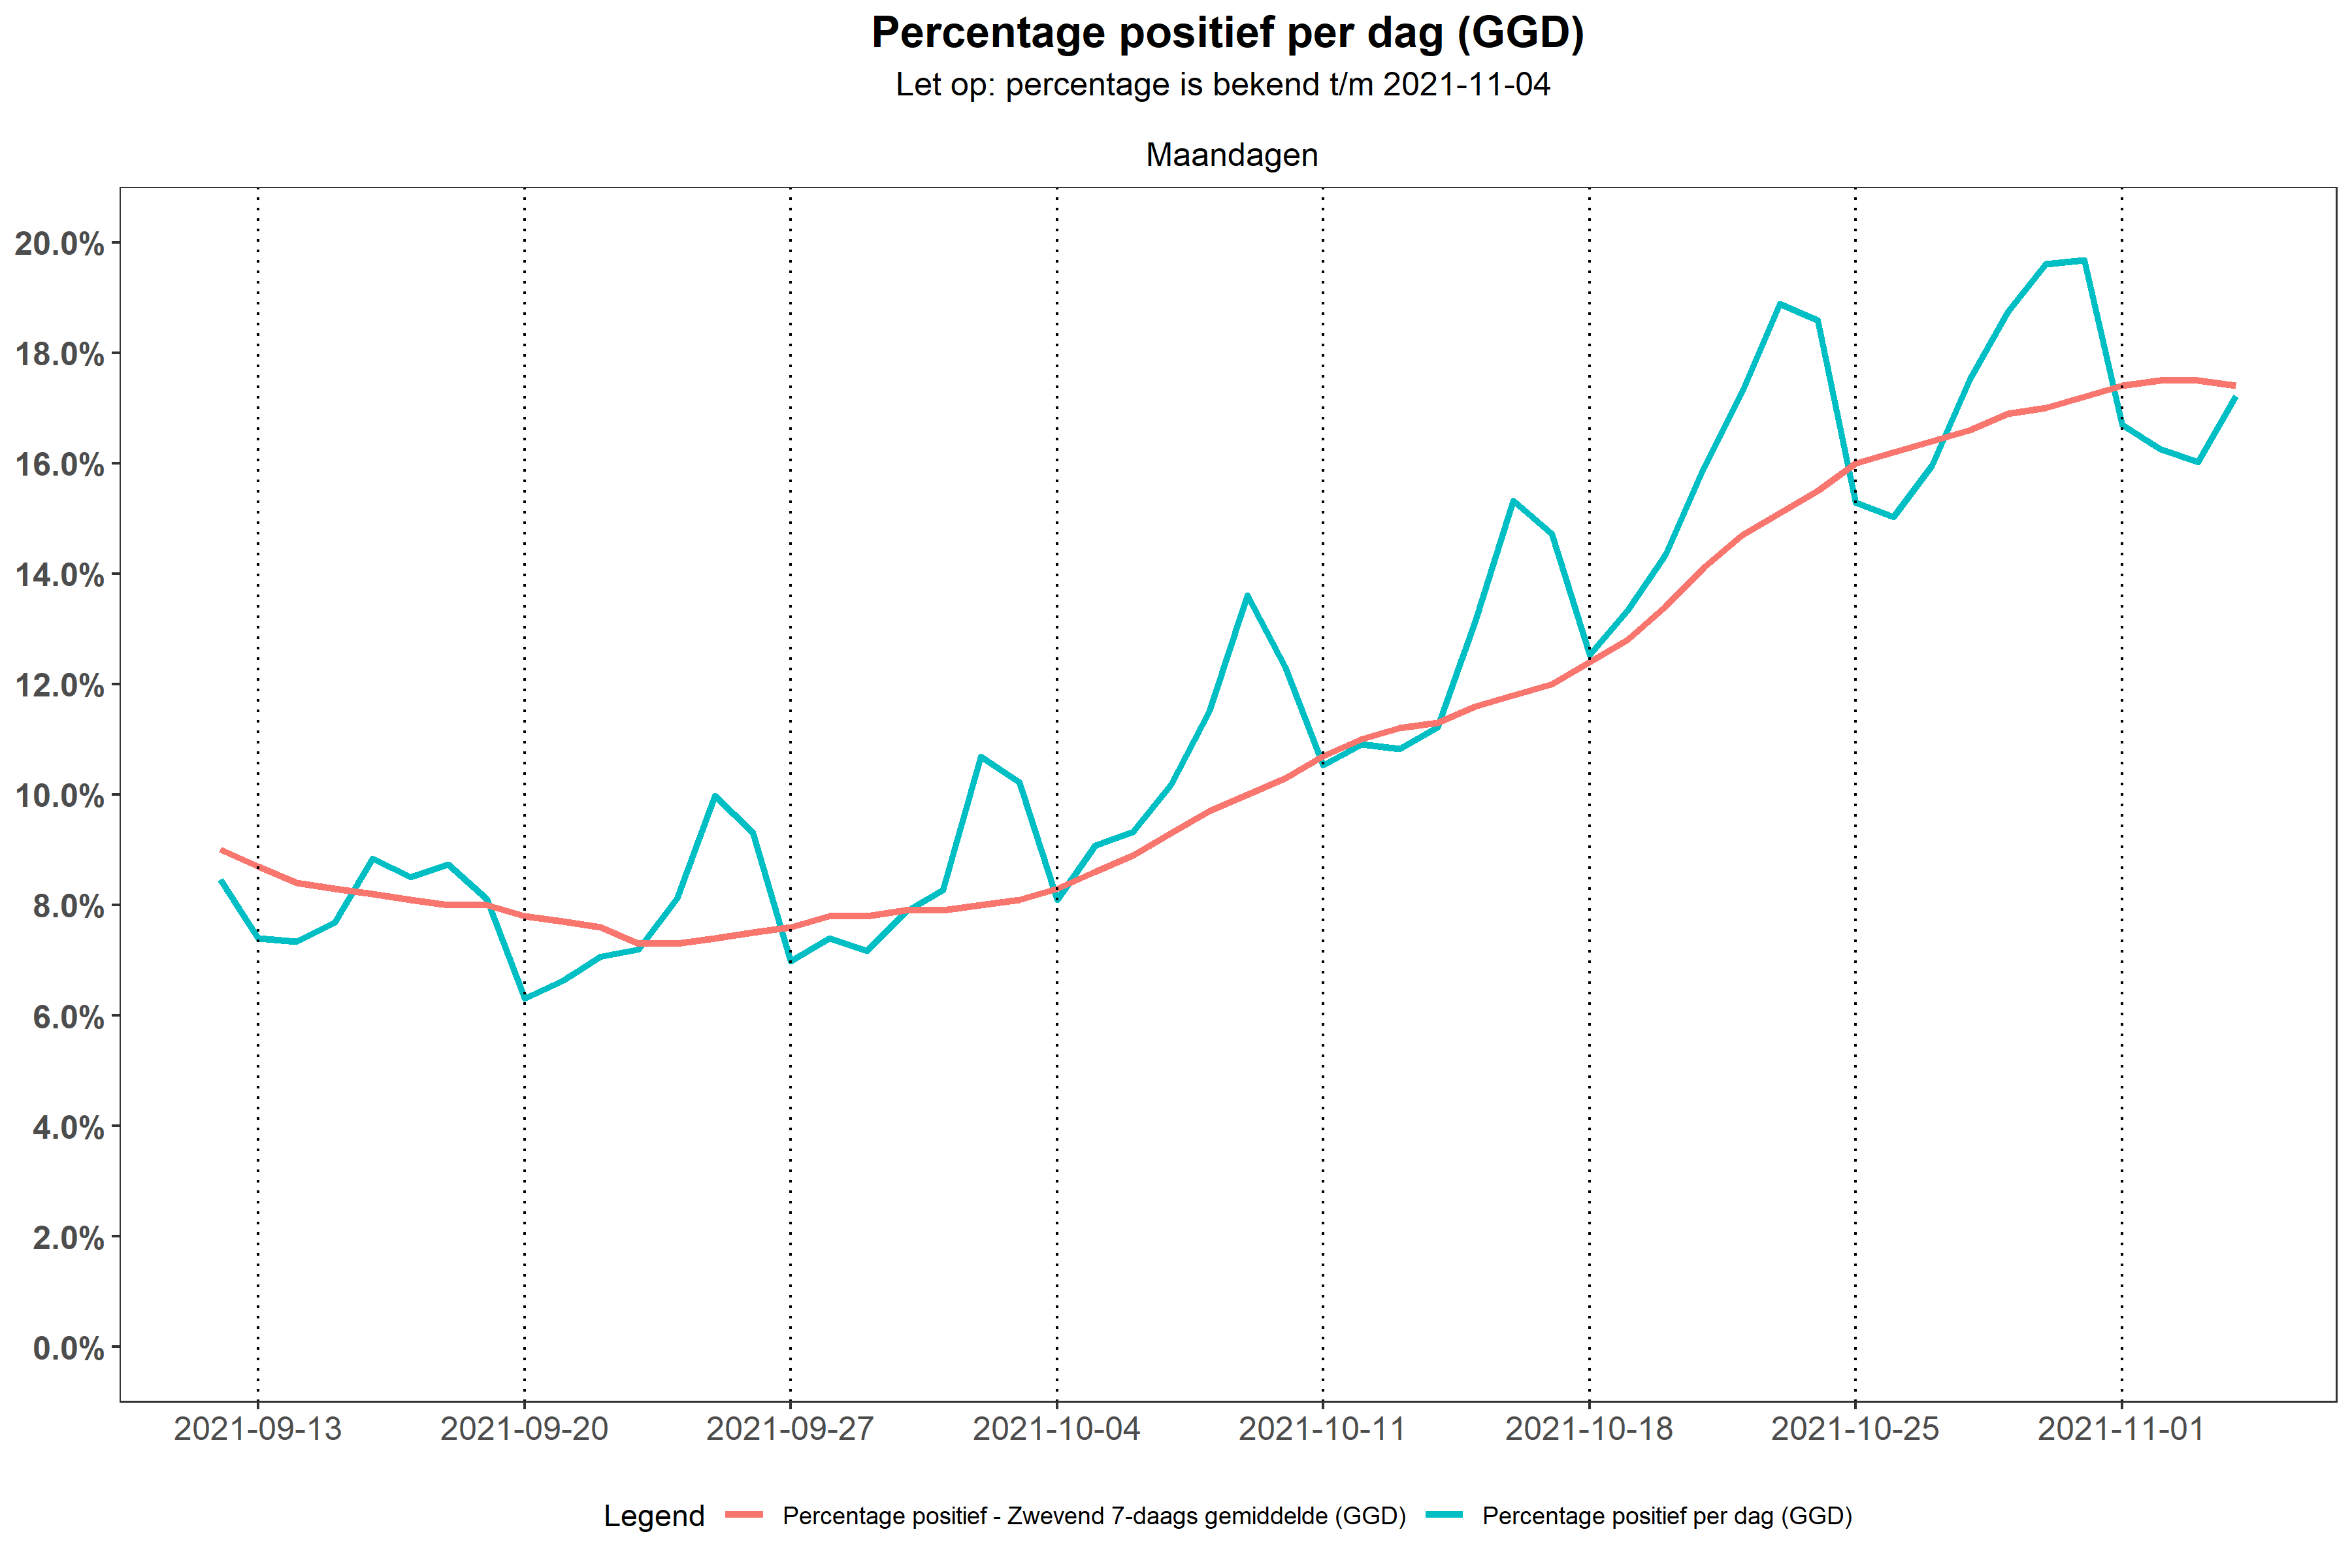 Percentage positief per dag (GGD)
Let op: percentage is bekend t/m 2021-11-04
Maandagen
20.0%
18.0%
16.0%
14.0%
12.0%
10.0%
8.0%
6.0%
4.0%
2.0%
0.0%
2021-09-13 2021-09-20 2021-09-27 2021-10-04 2021-10-11 2021-10-18 2021-10-25 2021-11-01
Legend Percentage positief - Zwevend 7-daags gemiddelde (GGD) Percentage positief per dag (GGD)